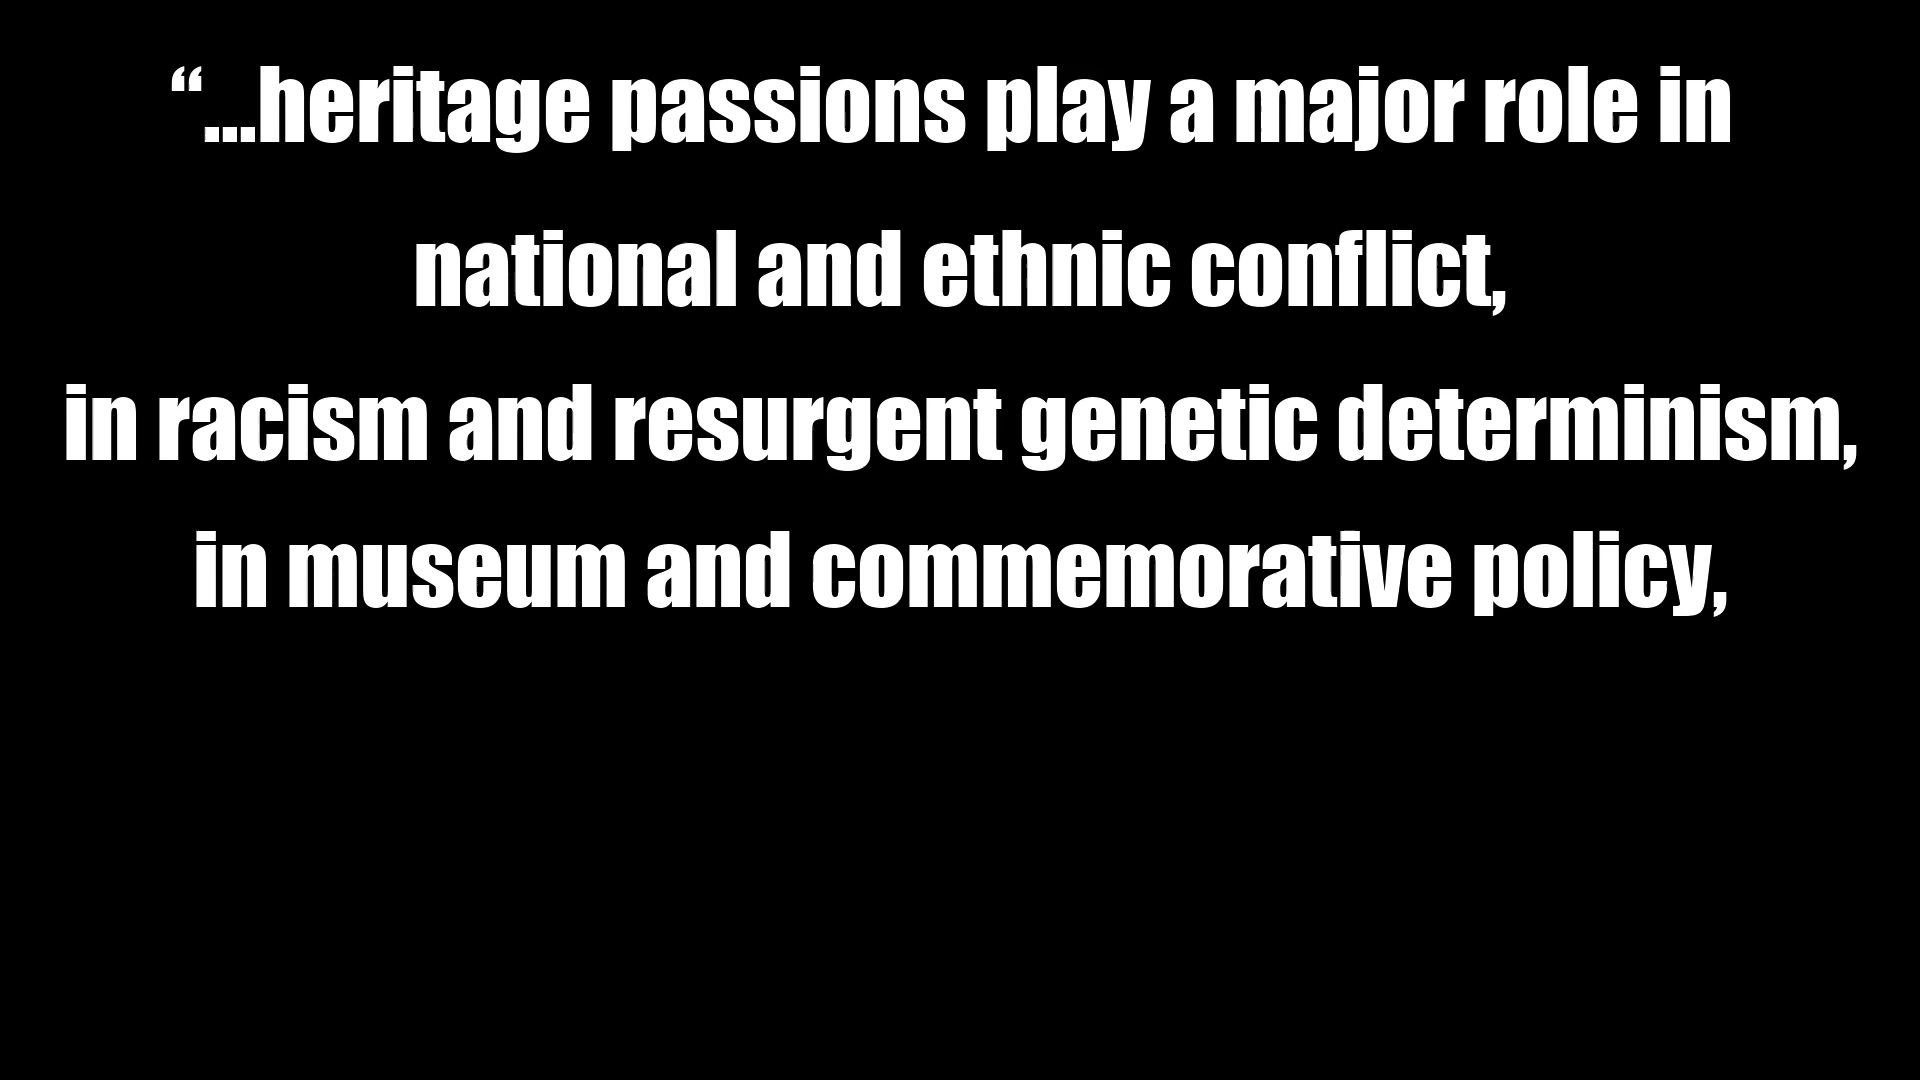 “...heritage passions play a major role in
national and ethnic conflict,
in racism and resurgent genetic determinism,
in museum and commemorative policy,